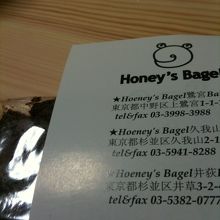 Honey's Bagel
★Hoeney's Bagel鷺宮
東京都中野区上鷺宮1-1-
tel&fax 03-3998-3988
★Hoeney's Bagel久我山
東京都杉並区久我山2-1
tel&fax 03-5941-8288
★Honey's Bagel井荻
東京都杉並区井草3-2-
tel&fax 03-5382-0777